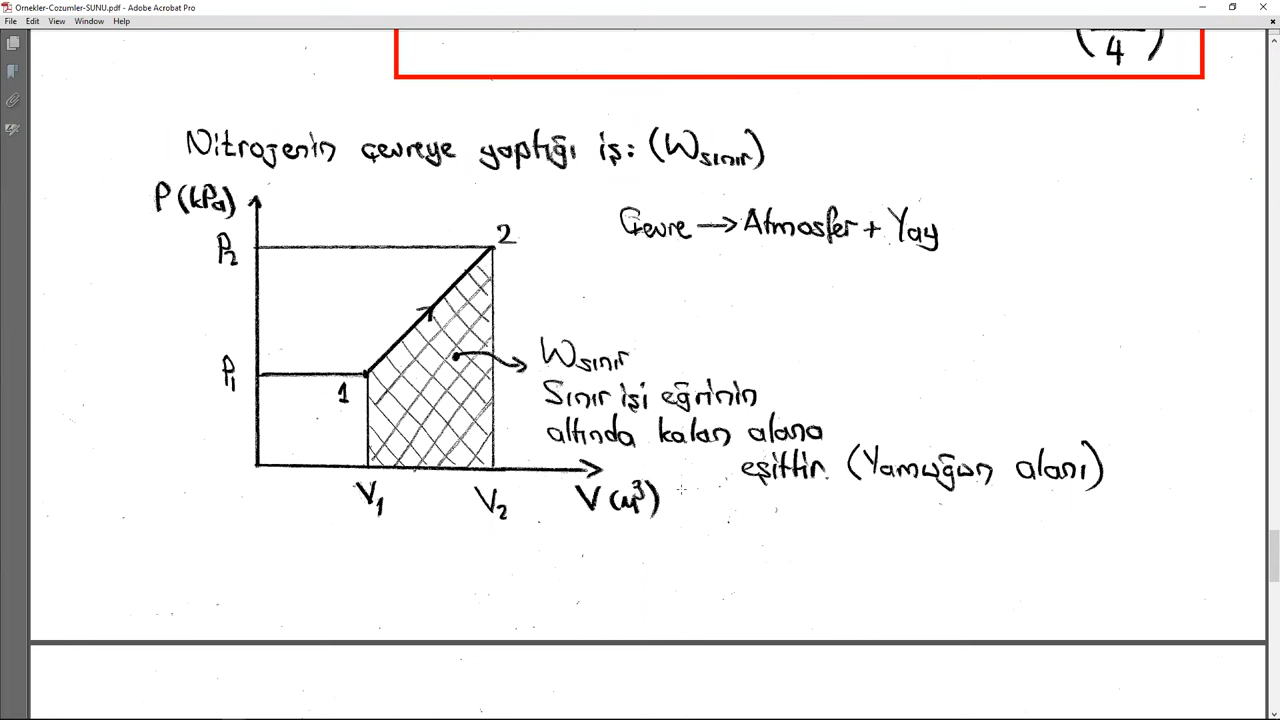 Ornekler-Cozumler-SUNU.pdf - Adobe Acrobat Pro
File Edit View Window Help
4
Nitrojenin çevreye yaptığı iş: (Wsınır)
P (kPa)
Çevre → Atmosfer + Yay
P2
2
P1
1
Wsınır
Sınır işi eğrinin
altında kalan alana
eşittir. (Yamuğun alanı)
V1
V2
V (m³)